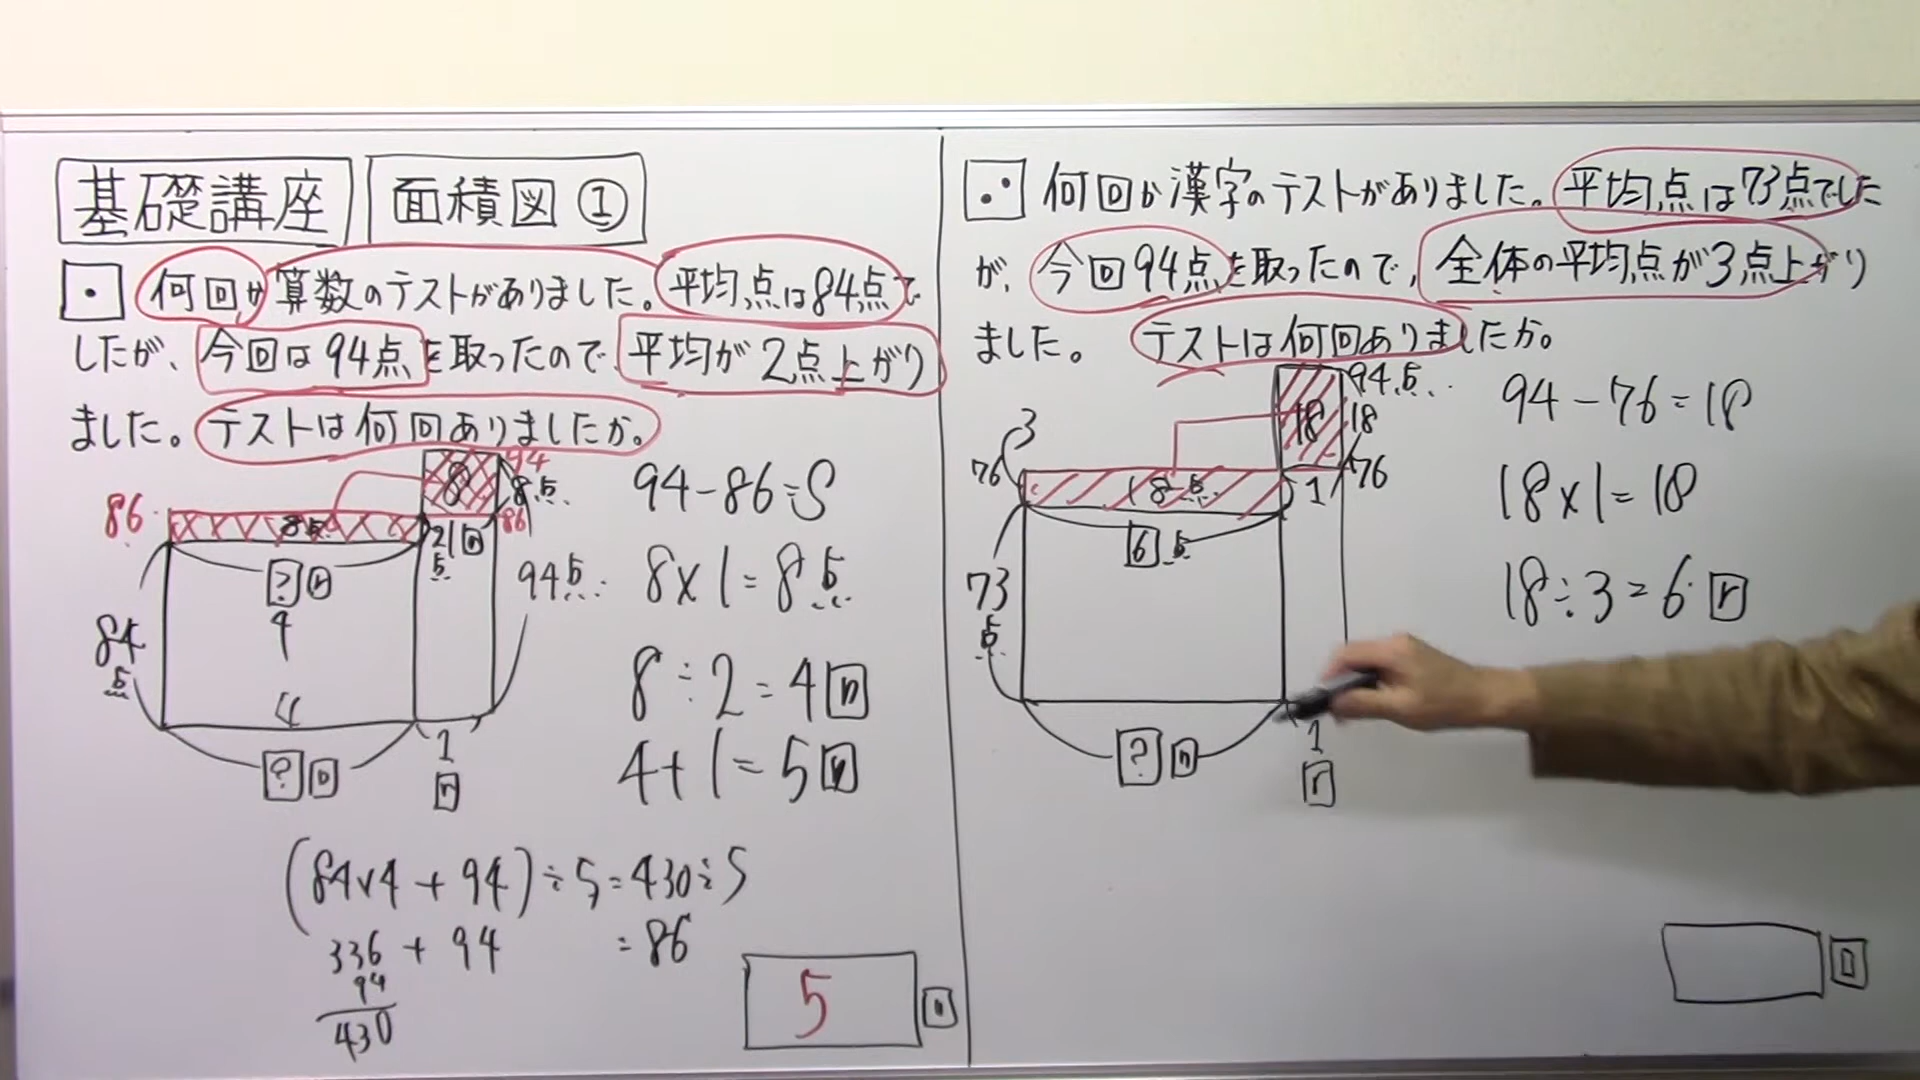 基礎講座 面積図①
何回か算数のテストがありました。平均点は84点で
したが、今回は94点を取ったので、平均が2点上がり
ました。テストは何回ありましたか。
86
8点
8
94
8点
86
2点
1回
?回
4
84点
94点
4
?回
1回
94-86=8
8×1=8点
8÷2=4回
4+1=5回
(84×4+94)÷5=430÷5
336+94 =86
94
430
5回
何回か漢字のテストがありました。平均点は73点でした
が、今回94点を取ったので、全体の平均点が3点上がり
ました。テストは何回ありましたか。
94点
18
18
76
3
76
18点
1
6
73点
?回
1回
94-76=18
18×1=18
18÷3=6回
回